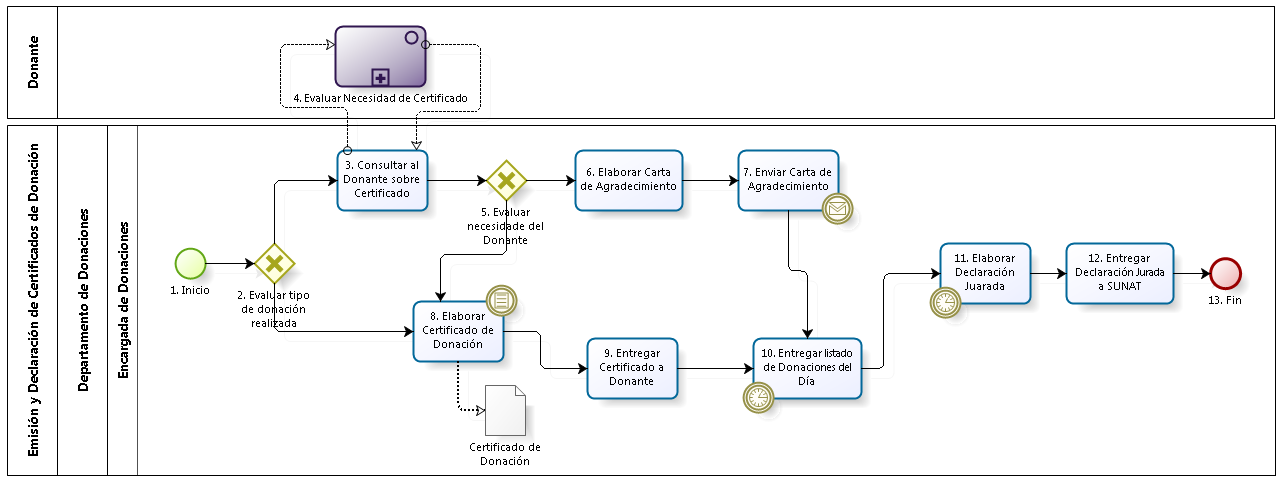 Donante
4. Evaluar Necesidad de Certificado
Emisión y Declaración de Certificados de Donación
Departamento de Donaciones
Encargada de Donaciones
1. Inicio
2. Evaluar tipo
de donación
realizada
3. Consultar al
Donante sobre
Certificado
5. Evaluar
necesidade del
Donante
6. Elaborar Carta
de Agradecimiento
7. Enviar Carta de
Agradecimiento
8. Elaborar
Certificado de
Donación
Certificado de
Donación
9. Entregar
Certificado a
Donante
10. Entregar listado
de Donaciones del
Día
11. Elaborar
Declaración
Juarada
12. Entregar
Declaración Jurada
a SUNAT
13. Fin